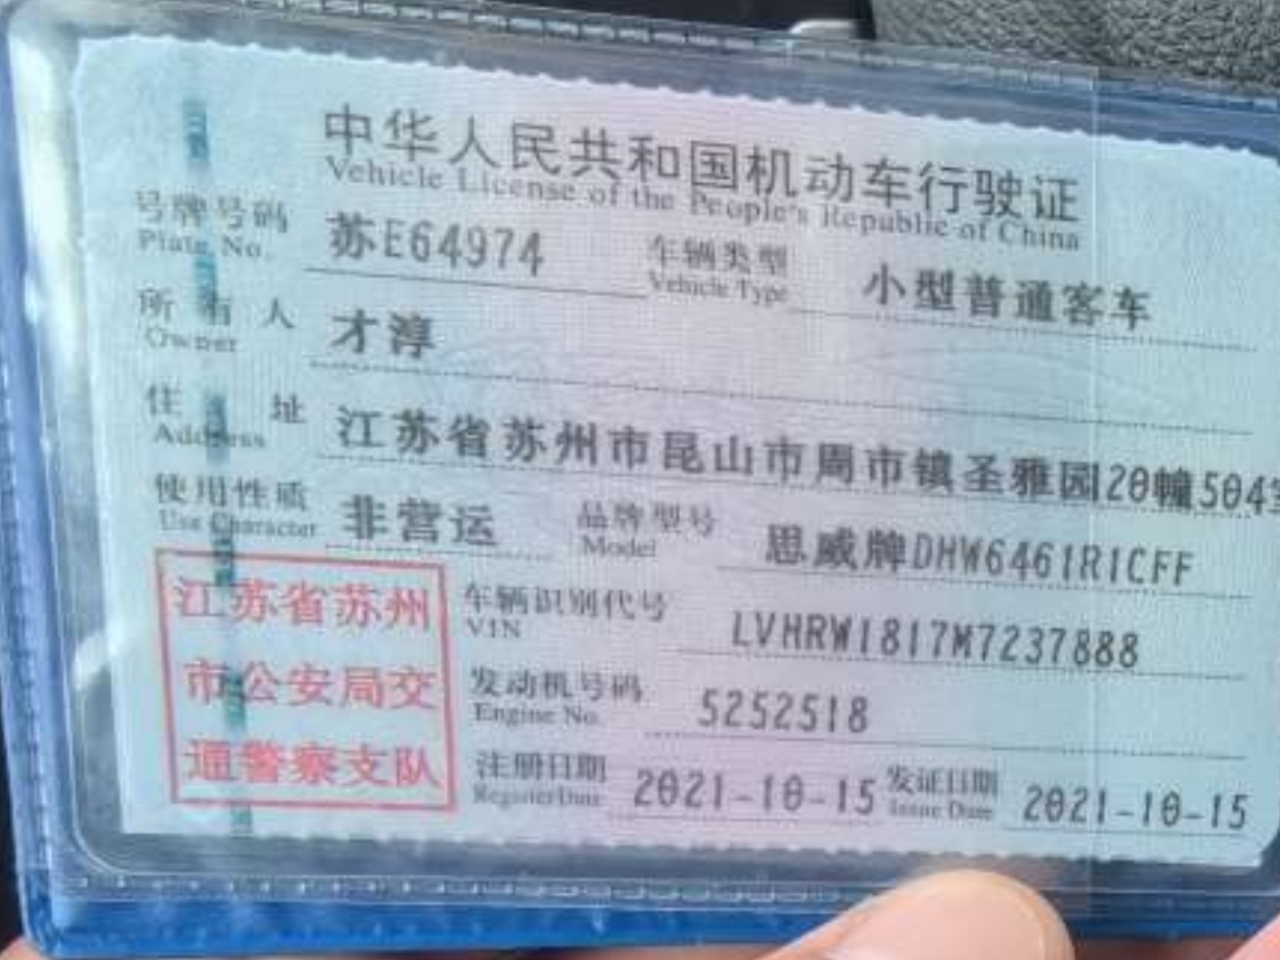 中华人民共和国机动车行驶证
Vehicle License of the People's Republic of China
号牌号码 苏E64974 车辆类型 小型普通客车
Plate No. Vehicle Type
所有人 才淳
Owner
住址 江苏省苏州市昆山市周市镇圣雅园120幢504
Address
使用性质 非营运 品牌型号 思威牌DHW6461R1CFF
Use Character Model
江苏省苏州
市公安局交
通警察支队
车辆识别代号 LVHRW1817M7237888
VIN
发动机号码 5252518
Engine No.
注册日期 2021-10-15 发证日期 2021-10-15
Register Date Issue Date